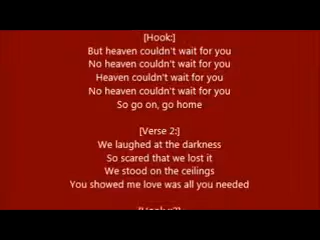 [Hook:]
But heaven couldn't wait for you
No heaven couldn't wait for you
Heaven couldn't wait for you
No heaven couldn't wait for you
So go on, go home
[Verse 2:]
We laughed at the darkness
So scared that we lost it
We stood on the ceilings
You showed me love was all you needed